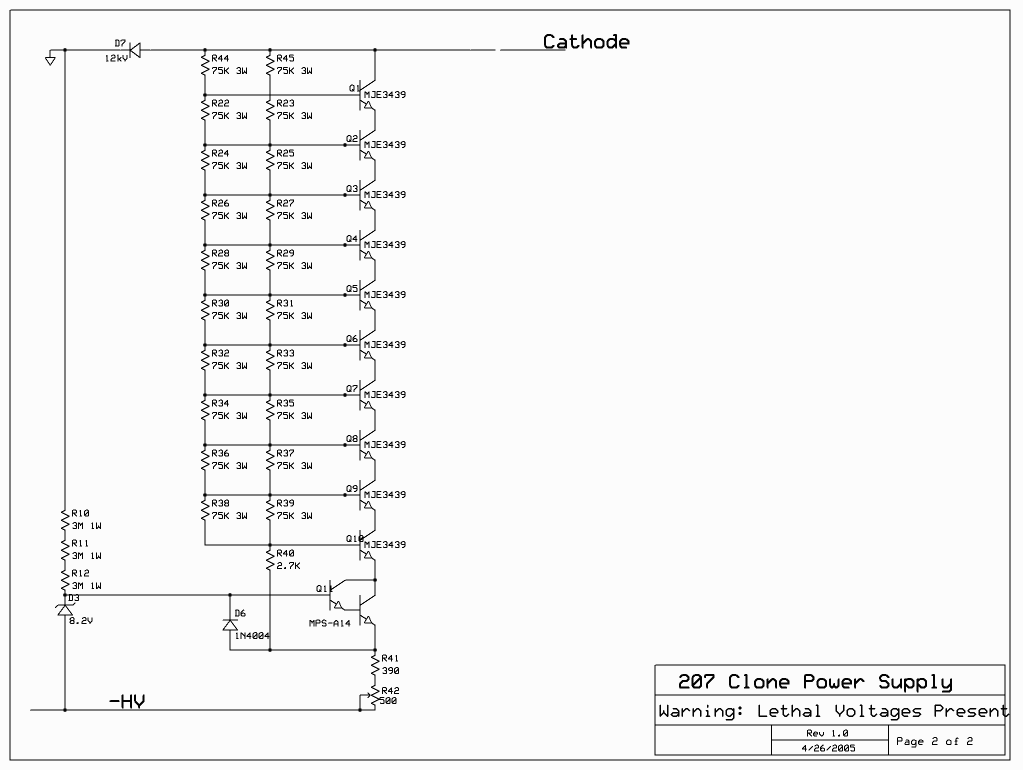 Cathode
D7
12kV
R44
75K 3W
R45
75K 3W
Q1
MJE3439
R22
75K 3W
R23
75K 3W
Q2
MJE3439
R24
75K 3W
R25
75K 3W
Q3
MJE3439
R26
75K 3W
R27
75K 3W
Q4
MJE3439
R28
75K 3W
R29
75K 3W
Q5
MJE3439
R30
75K 3W
R31
75K 3W
Q6
MJE3439
R32
75K 3W
R33
75K 3W
Q7
MJE3439
R34
75K 3W
R35
75K 3W
Q8
MJE3439
R36
75K 3W
R37
75K 3W
Q9
MJE3439
R38
75K 3W
R39
75K 3W
Q10
MJE3439
R10
3M 1W
R11
3M 1W
R12
3M 1W
R40
2.7K
D3
8.2V
Q11
MPS-A14
D6
1N4004
R41
390
R42
500
-HV
207 Clone Power Supply
Warning: Lethal Voltages Present
Rev 1.0
4/26/2005
Page 2 of 2